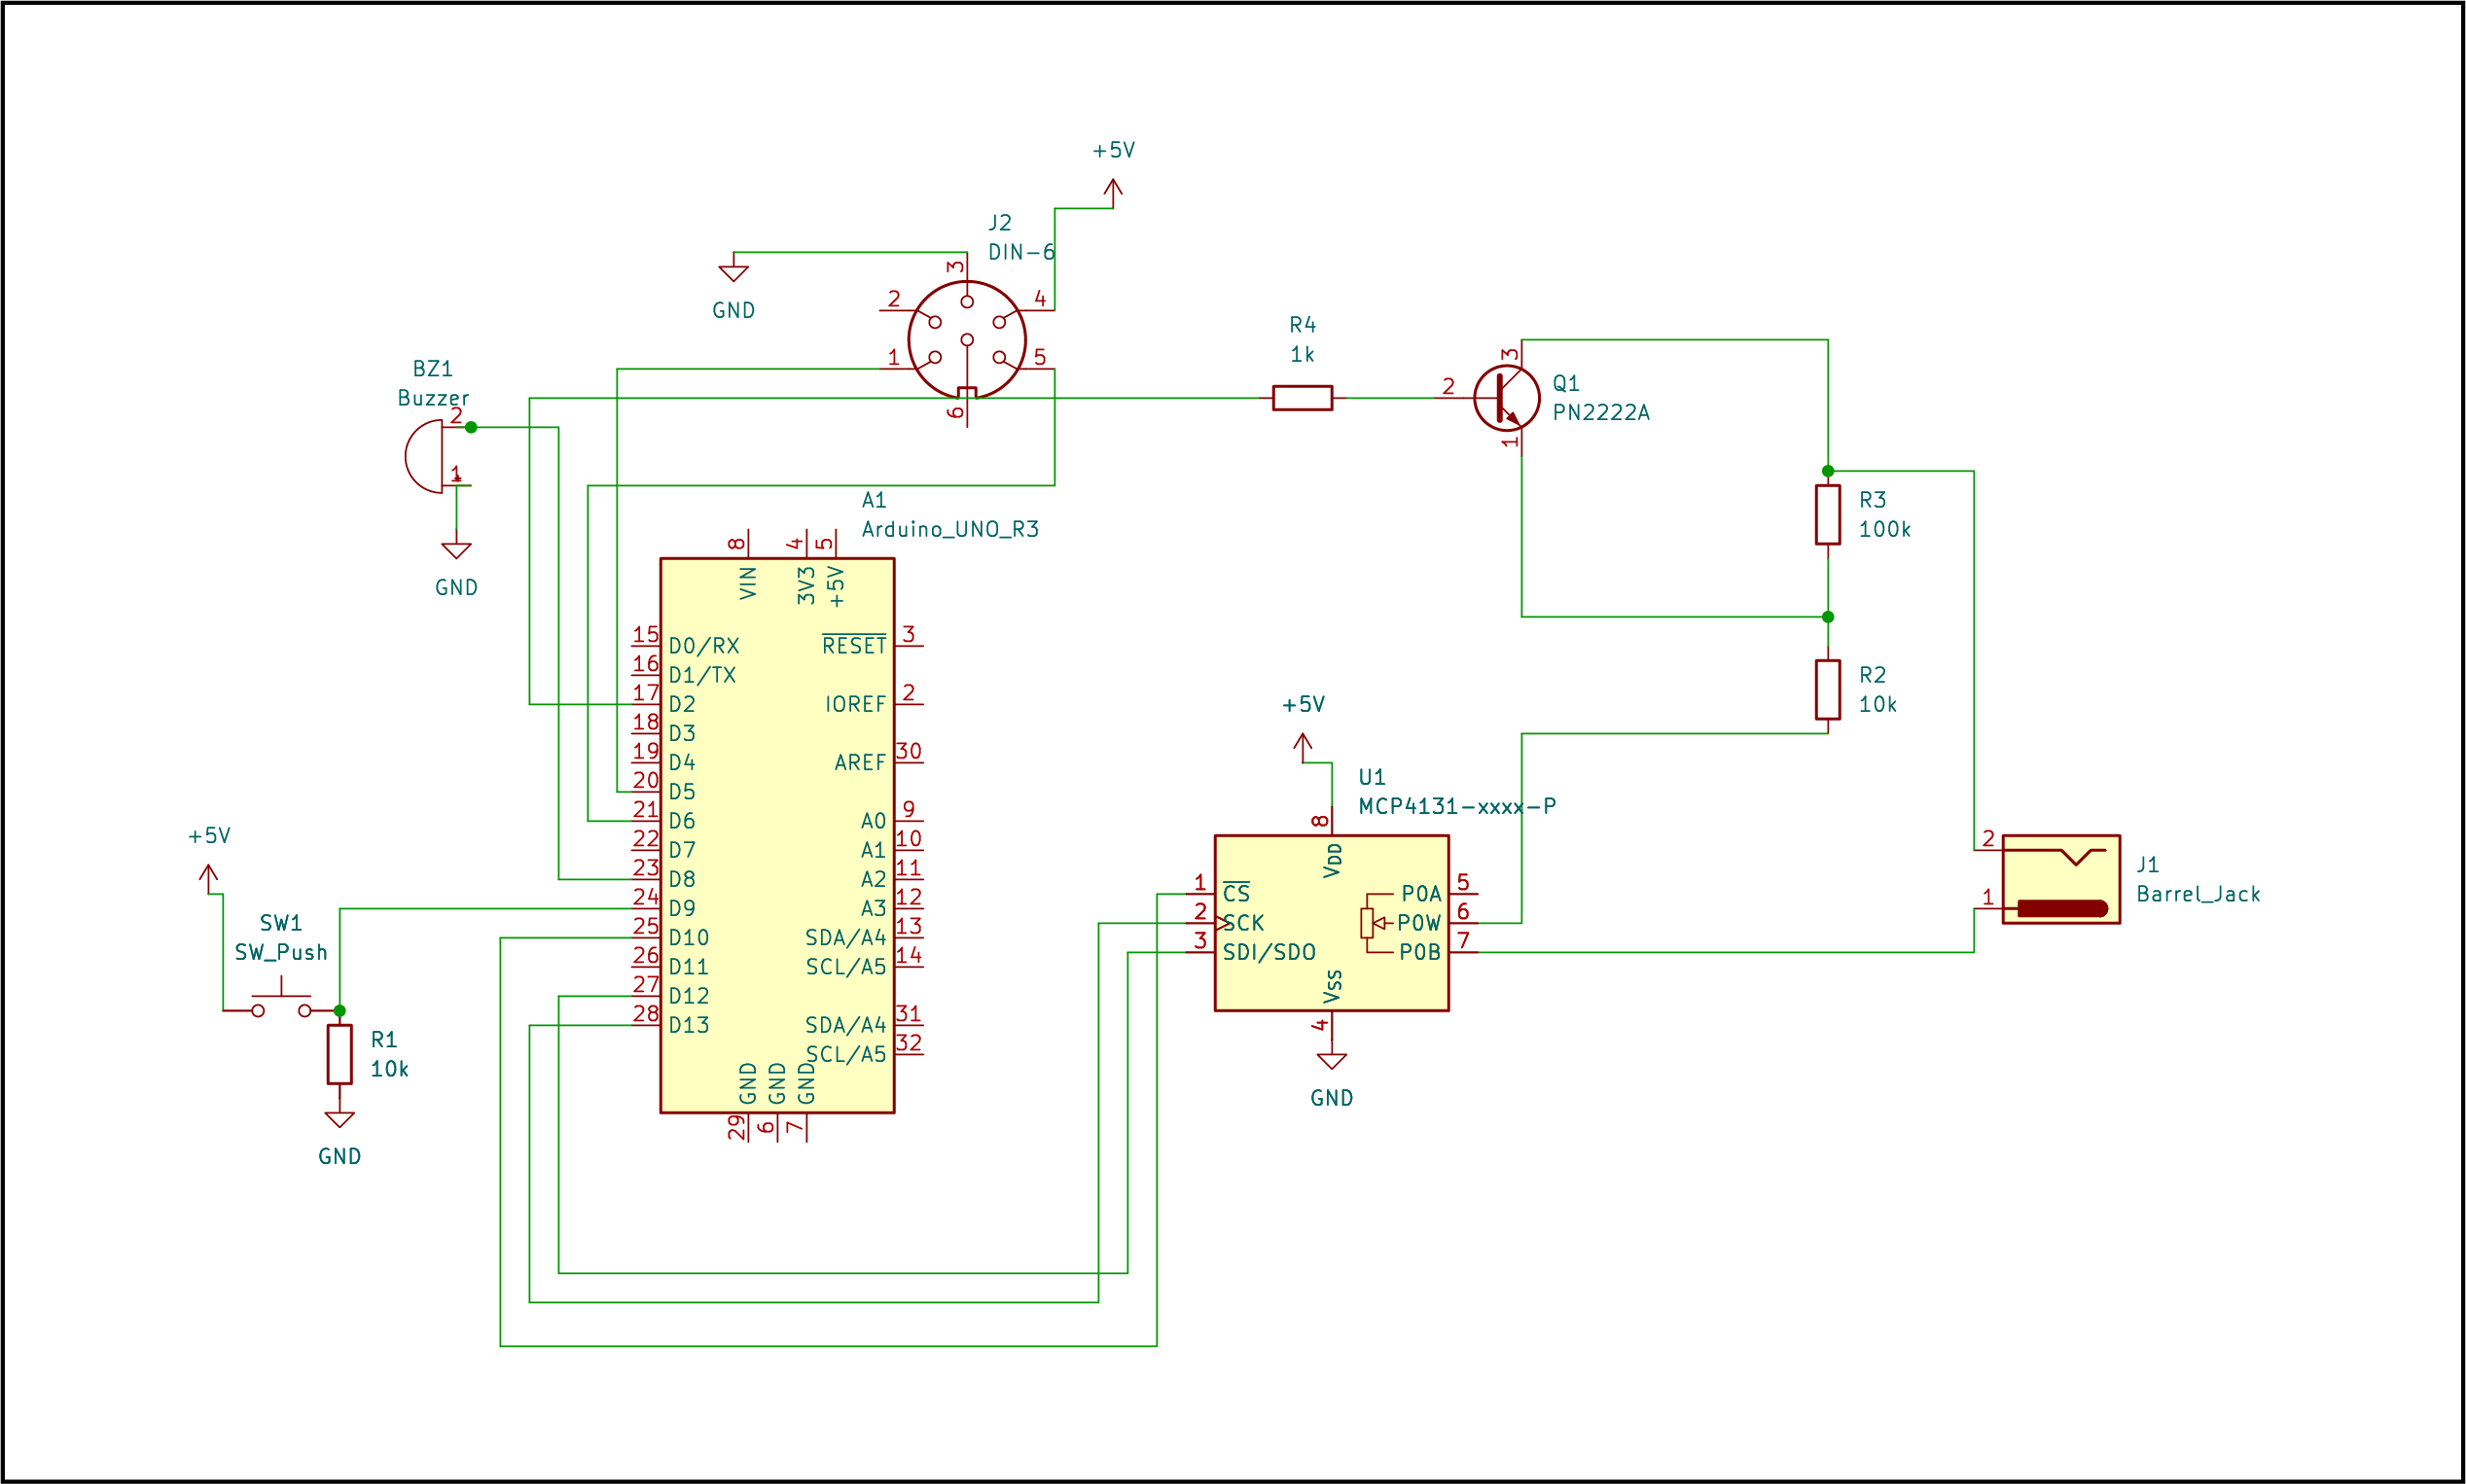 +5V
J2
DIN-6
GND
3
2
4
1
5
6
R4
1k
BZ1
Buzzer
2
1
GND
2
3
1
Q1
PN2222A
R3
100k
R2
10k
A1
Arduino_UNO_R3
8
4
5
VIN
3V3
+5V
15
D0/RX
RESET
3
16
D1/TX
17
D2
IOREF
2
18
D3
19
D4
AREF
30
20
D5
21
D6
A0
9
22
D7
A1
10
23
D8
A2
11
24
D9
A3
12
25
D10
SDA/A4
13
26
D11
SCL/A5
14
27
D12
28
D13
SDA/A4
31
SCL/A5
32
GND
GND
GND
29
6
7
+5V
U1
MCP4131-xxxx-P
8
VDD
1
CS
P0A
5
2
SCK
P0W
6
3
SDI/SDO
P0B
7
VSS
4
GND
2
1
J1
Barrel_Jack
+5V
SW1
SW_Push
R1
10k
GND